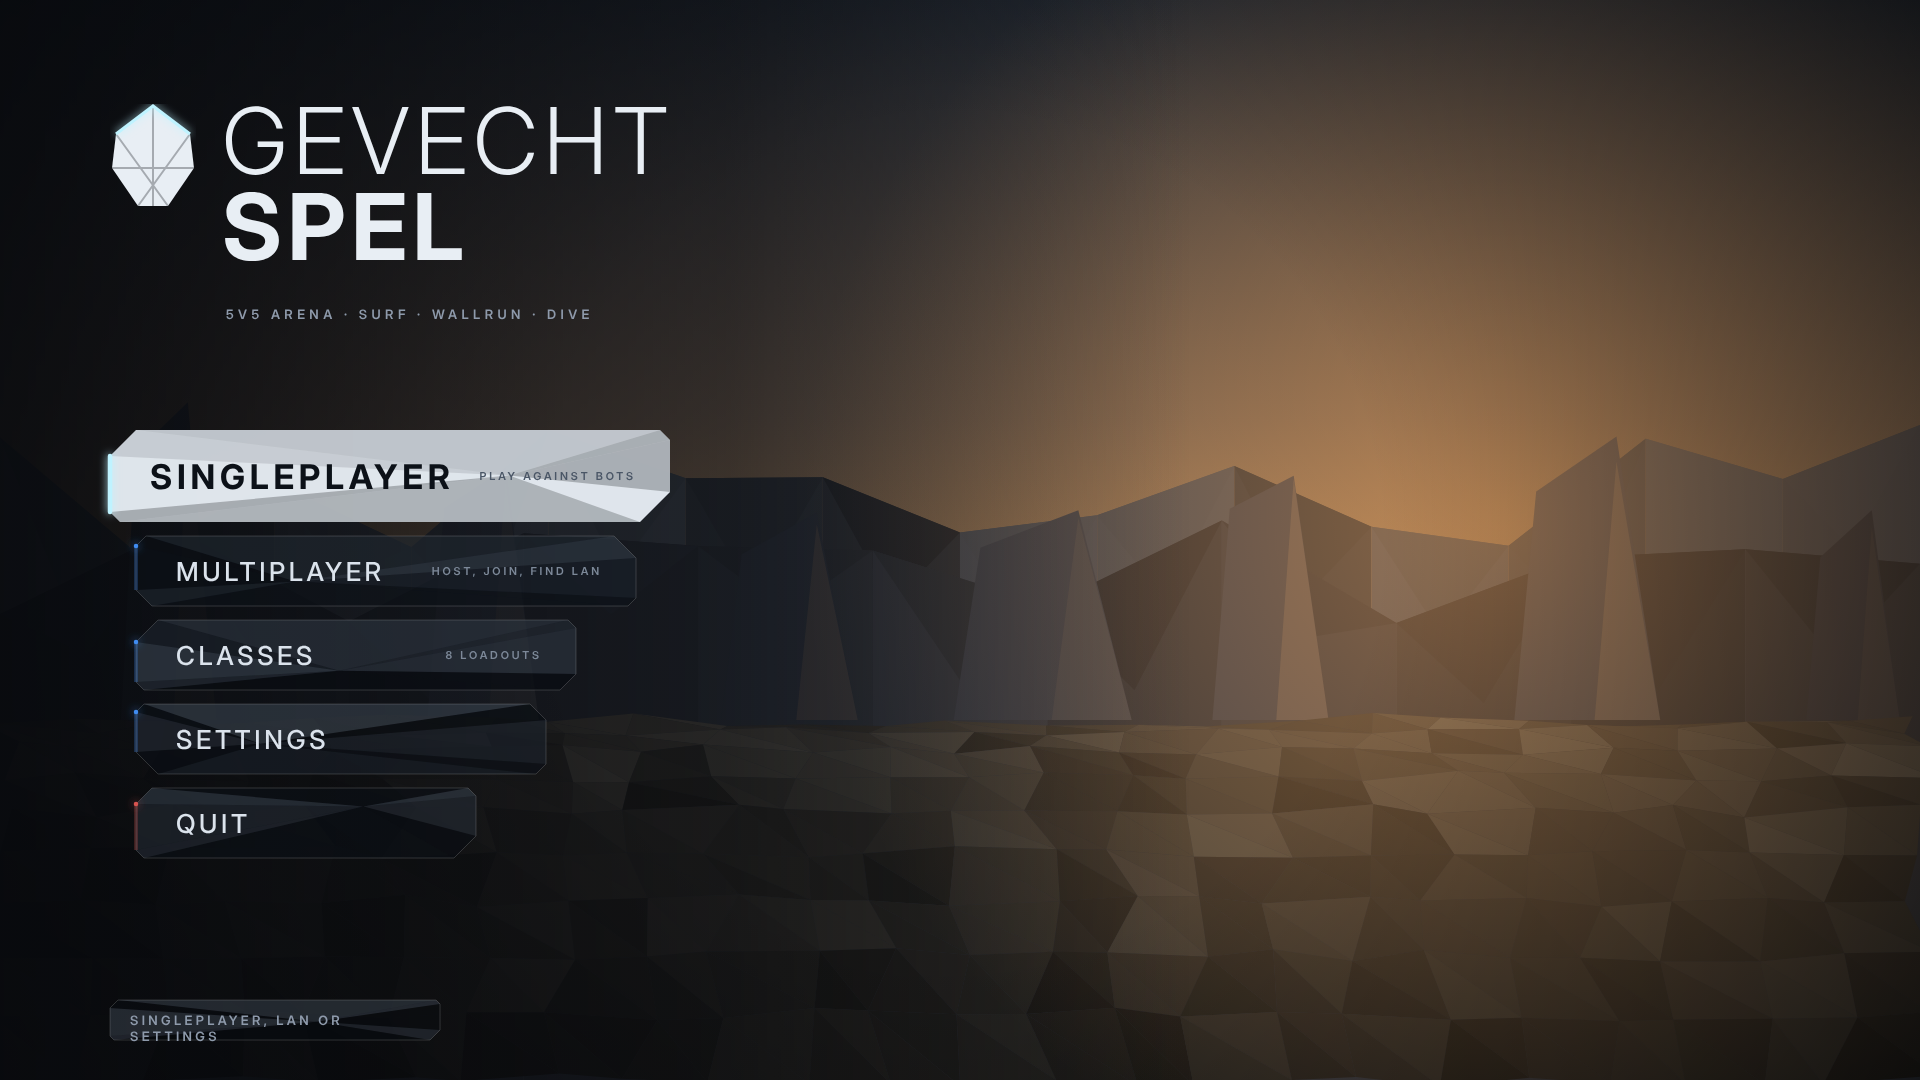 GEVECHT
SPEL
5V5 ARENA · SURF · WALLRUN · DIVE
SINGLEPLAYER PLAY AGAINST BOTS
MULTIPLAYER HOST, JOIN, FIND LAN
CLASSES 8 LOADOUTS
SETTINGS
QUIT
SINGLEPLAYER, LAN OR
SETTINGS